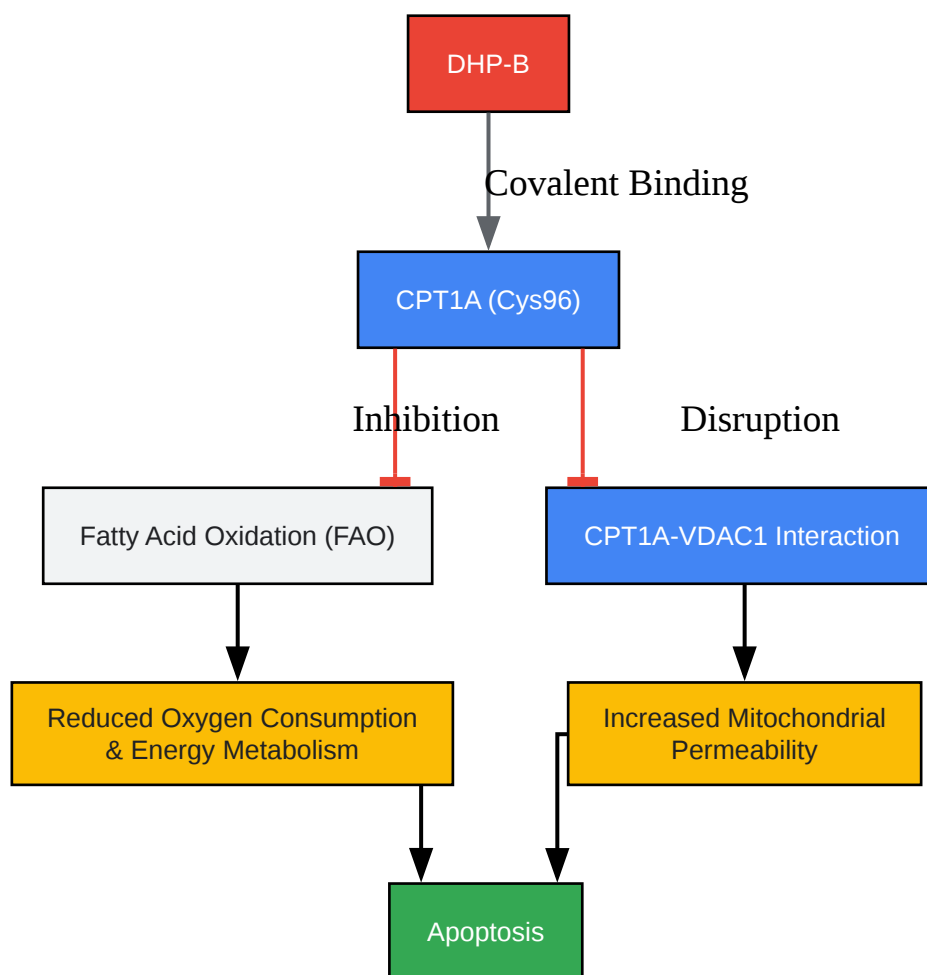 DHP-B
Covalent Binding
CPT1A (Cys96)
Inhibition
Disruption
Fatty Acid Oxidation (FAO)
CPT1A-VDAC1 Interaction
Reduced Oxygen Consumption
& Energy Metabolism
Increased Mitochondrial
Permeability
Apoptosis